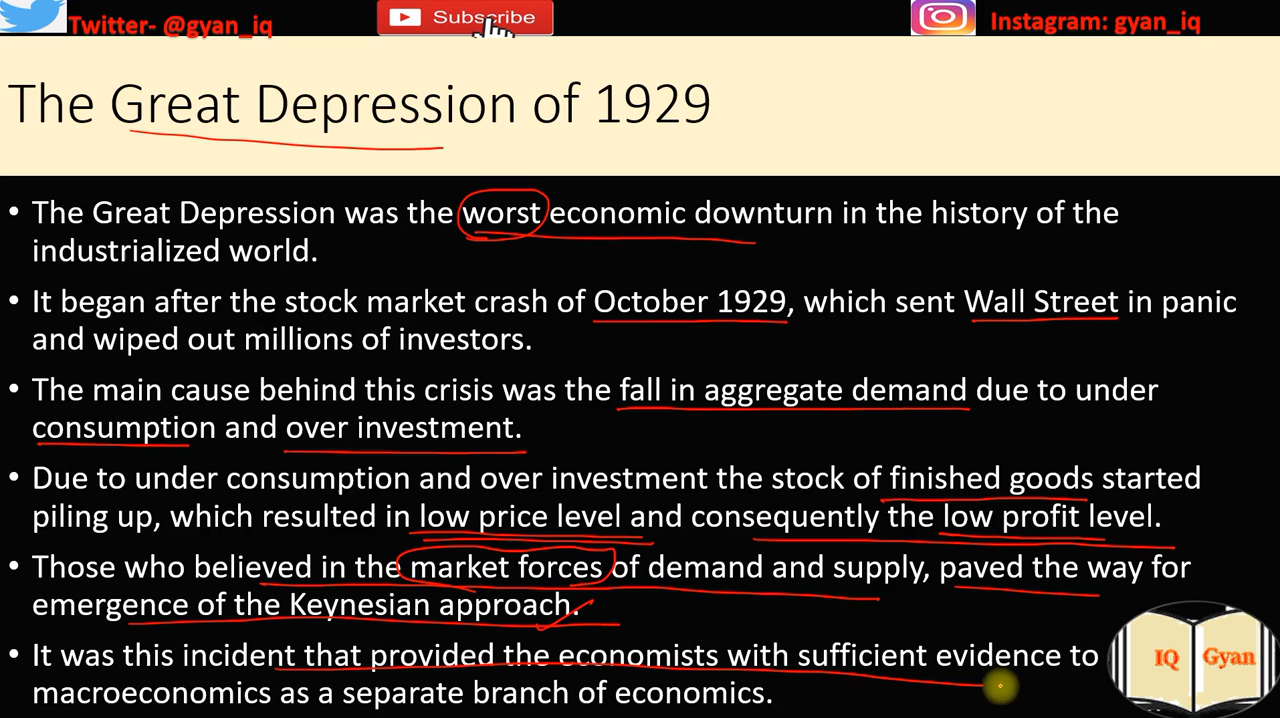 Twitter- @gyan_iq
Subscribe
Instagram: gyan_iq
The Great Depression of 1929
• The Great Depression was the worst economic downturn in the history of the
industrialized world.
• It began after the stock market crash of October 1929, which sent Wall Street in panic
and wiped out millions of investors.
• The main cause behind this crisis was the fall in aggregate demand due to under
consumption and over investment.
• Due to under consumption and over investment the stock of finished goods started
piling up, which resulted in low price level and consequently the low profit level.
• Those who believed in the market forces of demand and supply, paved the way for
emergence of the Keynesian approach.
• It was this incident that provided the economists with sufficient evidence to
macroeconomics as a separate branch of economics.
IQ Gyan